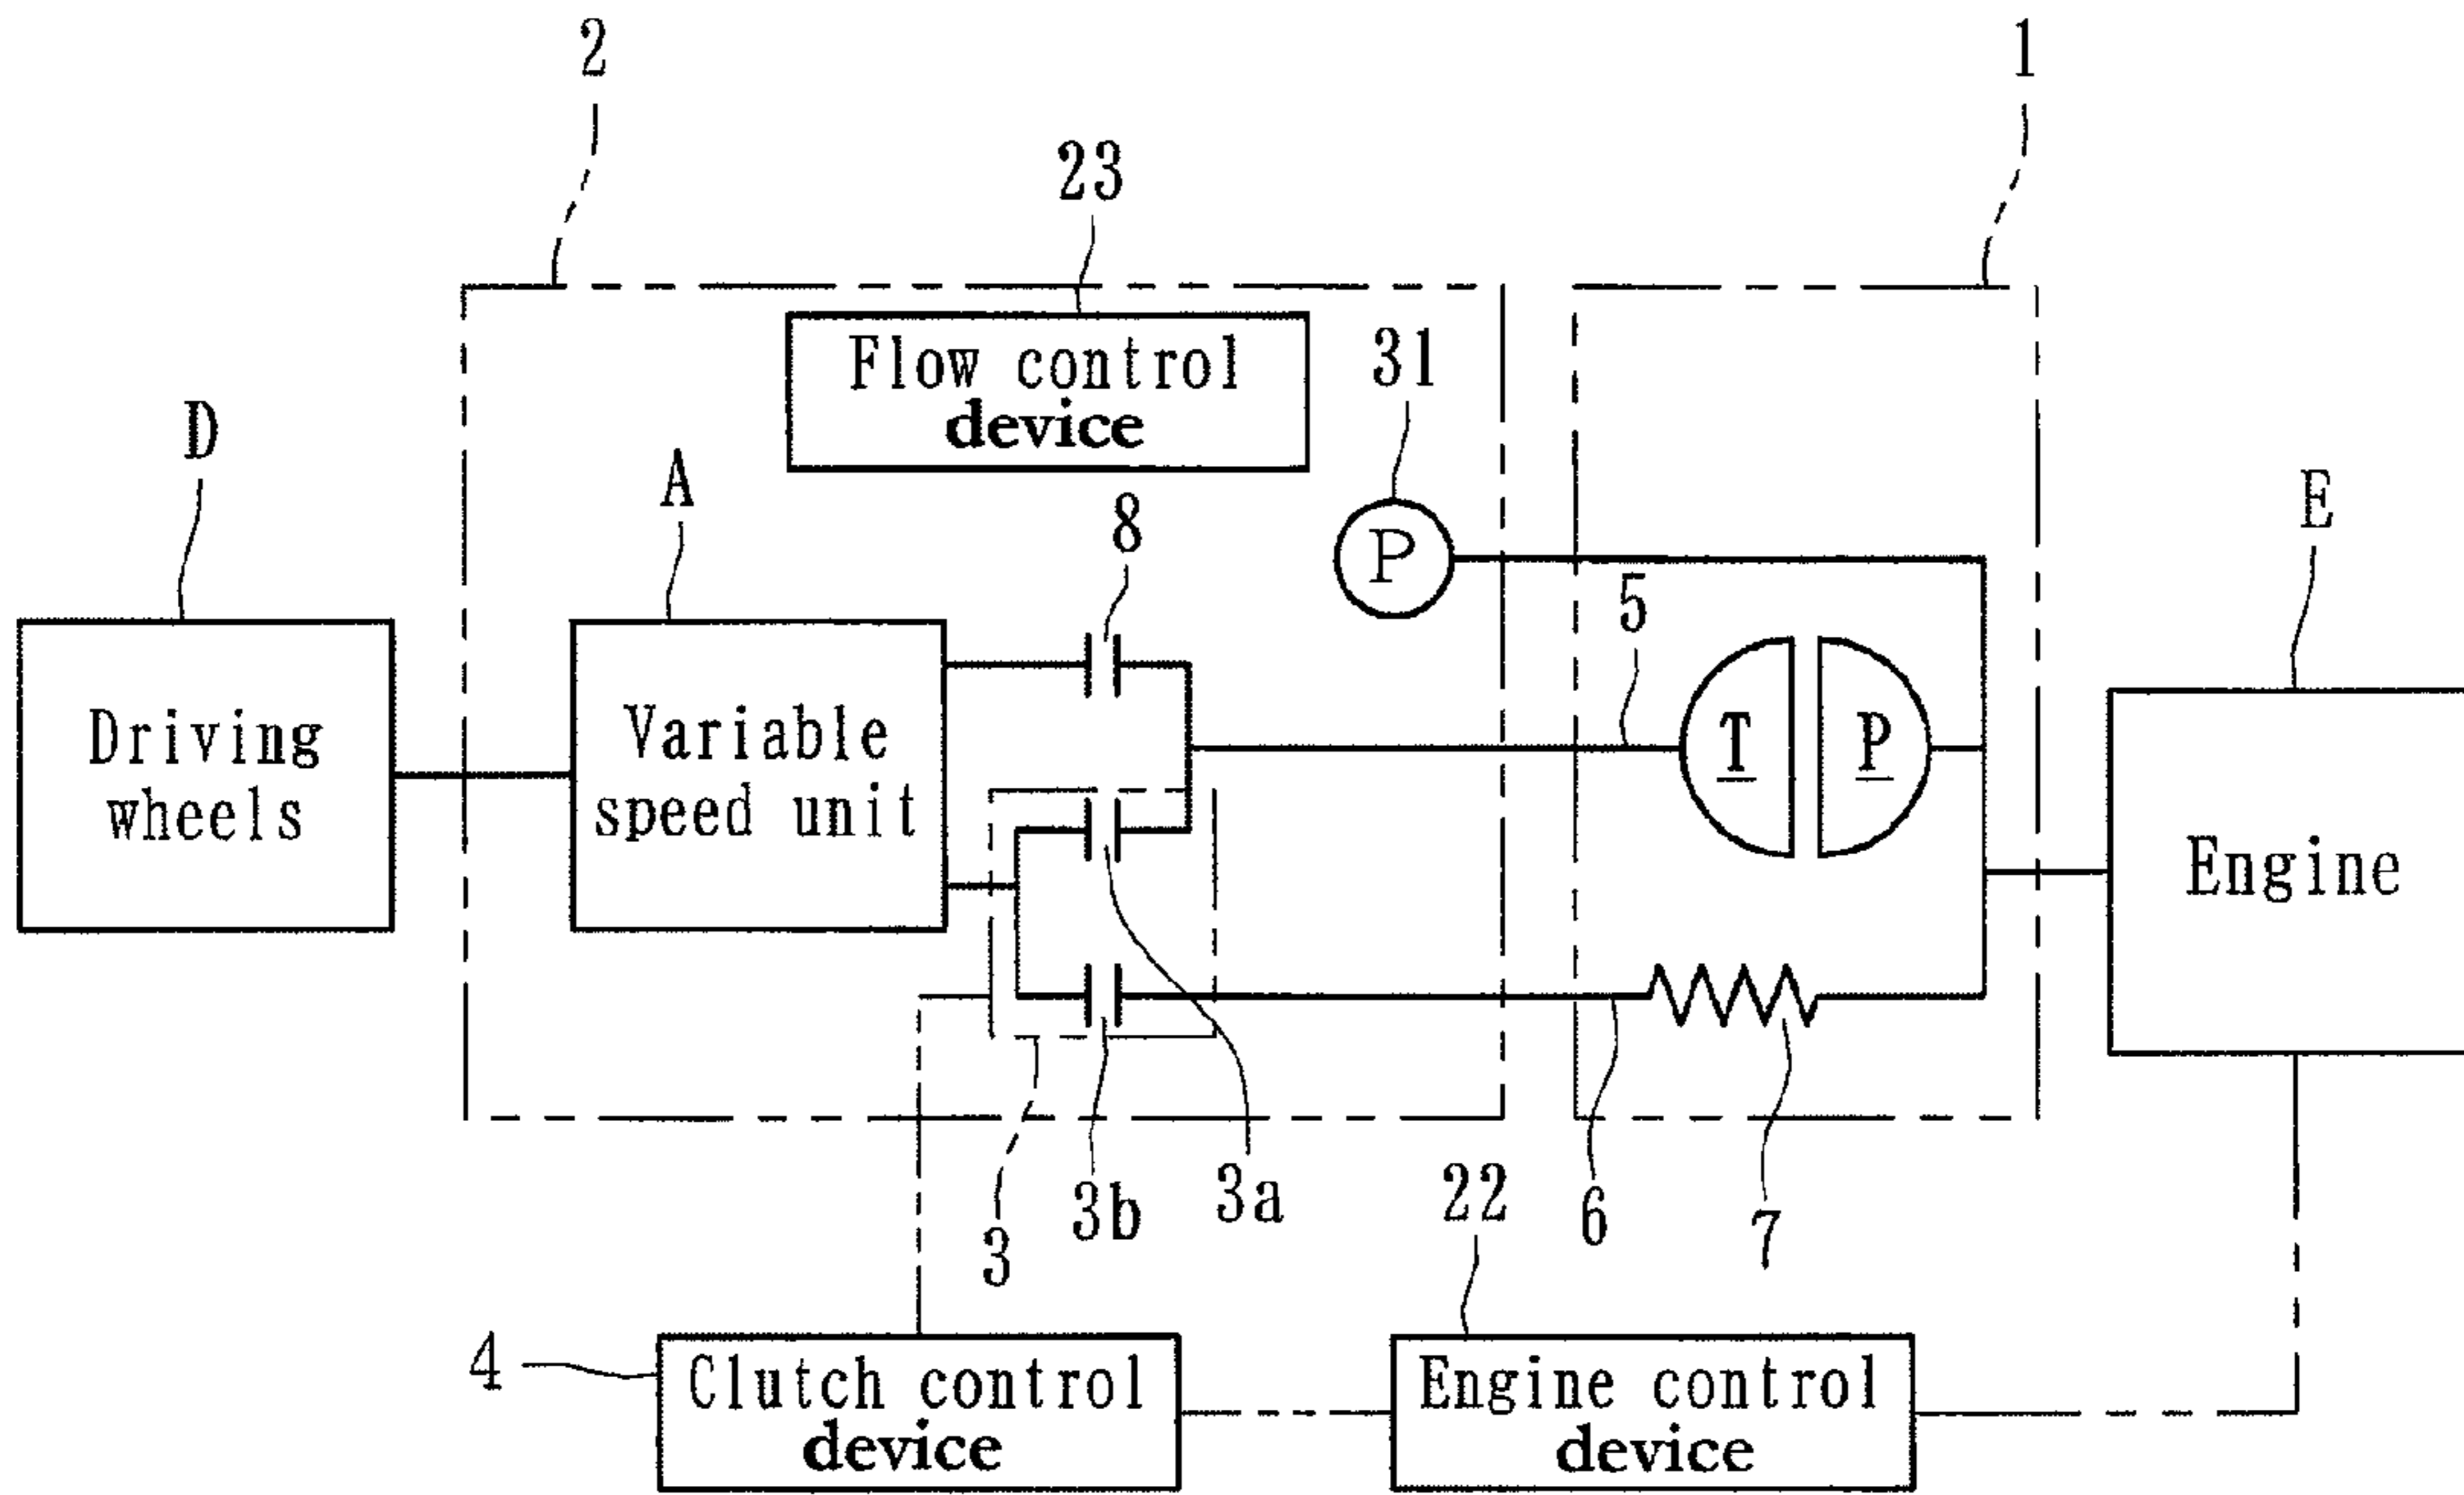 2
1
23
Flow control
device
31
D
A
8
E
P
5
Driving
wheels
Variable
speed unit
T
P
Engine
3
3b
3a
22
6
7
4
Clutch control
device
Engine control
device